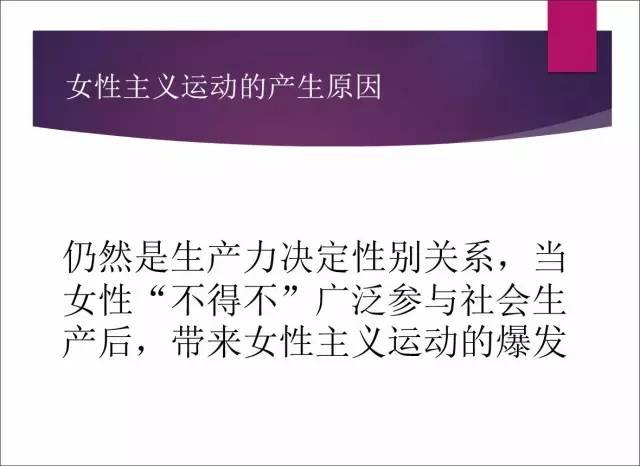 女性主义运动的产生原因
仍然是生产力决定性别关系，当
女性“不得不”广泛参与社会生
产后，带来女性主义运动的爆发